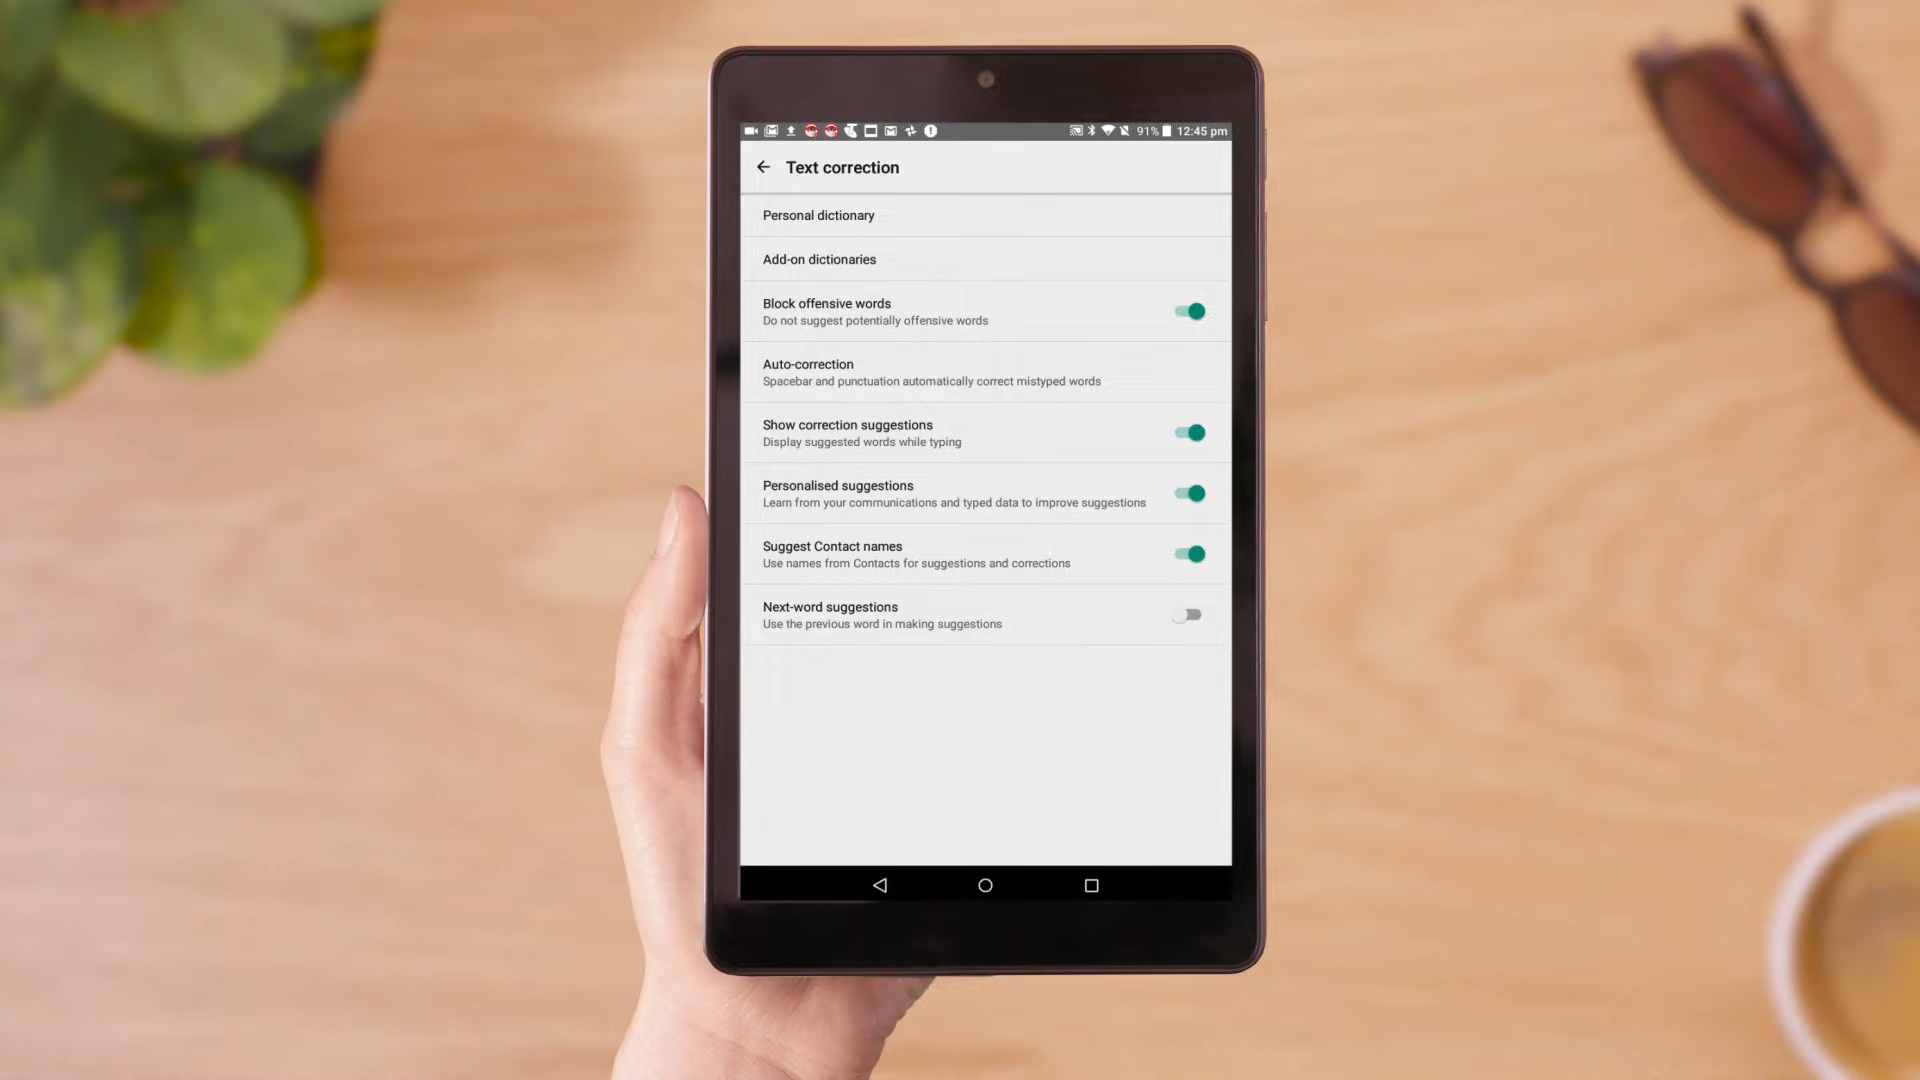 91% 12:45 pm
Text correction
Personal dictionary
Add-on dictionaries
Block offensive words
Do not suggest potentially offensive words
Auto-correction
Spacebar and punctuation automatically correct mistyped words
Show correction suggestions
Display suggested words while typing
Personalised suggestions
Learn from your communications and typed data to improve suggestions
Suggest Contact names
Use names from Contacts for suggestions and corrections
Next-word suggestions
Use the previous word in making suggestions